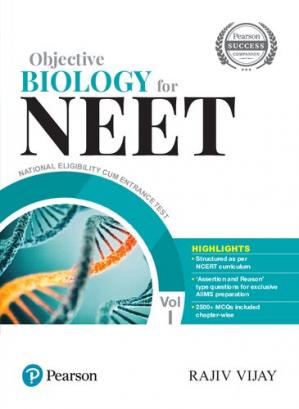 Pearson
SUCCESS
COMPANION
Objective
BIOLOGY for
NEET
NATIONAL ELIGIBILITY CUM ENTRANCE TEST
HIGHLIGHTS
• Structured as per
NCERT curriculum
• 'Assertion and Reason'
type questions for exclusive
AIIMS preparation
• 2500+ MCQs included
chapter-wise
Vol
I
Pearson
RAJIV VIJAY